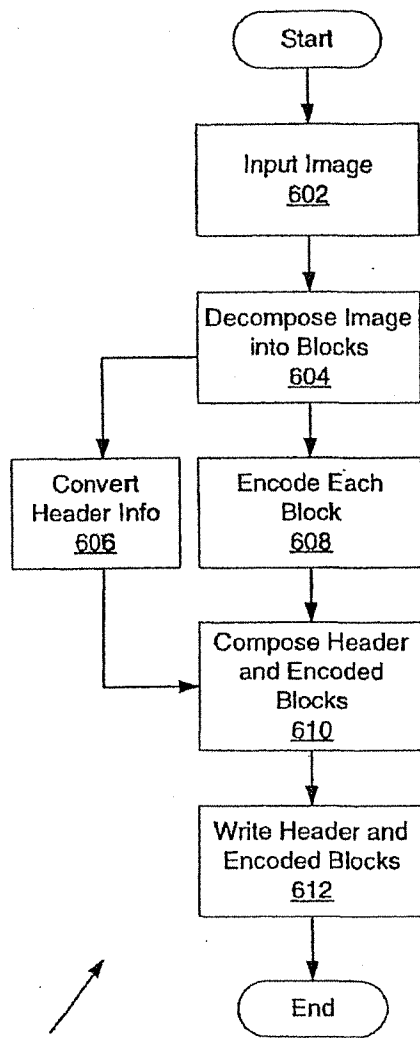 Start
Input Image
602
Decompose Image
into Blocks
604
Convert
Header Info
606
Encode Each
Block
608
Compose Header
and Encoded
Blocks
610
Write Header and
Encoded Blocks
612
End